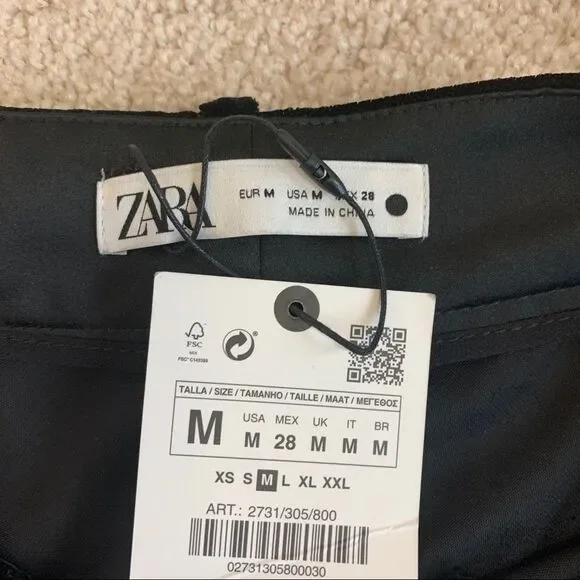 ZARA
EUR M USA M MEX 28
MADE IN CHINA
FSC
MIX
TALLA / SIZE / TAMANHO / TAILLE / MAAT / ΜΕΓΕΘΟΣ
M
USA MEX UK IT BR
M 28 M M M
XS S M L XL XXL
ART.: 2731/305/800
02731305800030